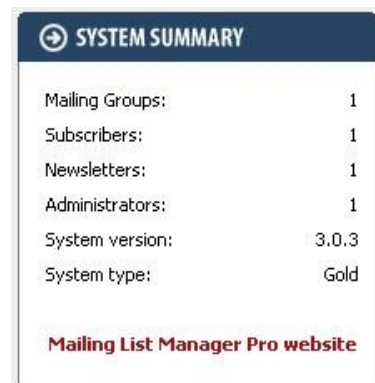 SYSTEM SUMMARY
Mailing Groups: 1
Subscribers: 1
Newsletters: 1
Administrators: 1
System version: 3.0.3
System type: Gold
Mailing List Manager Pro website